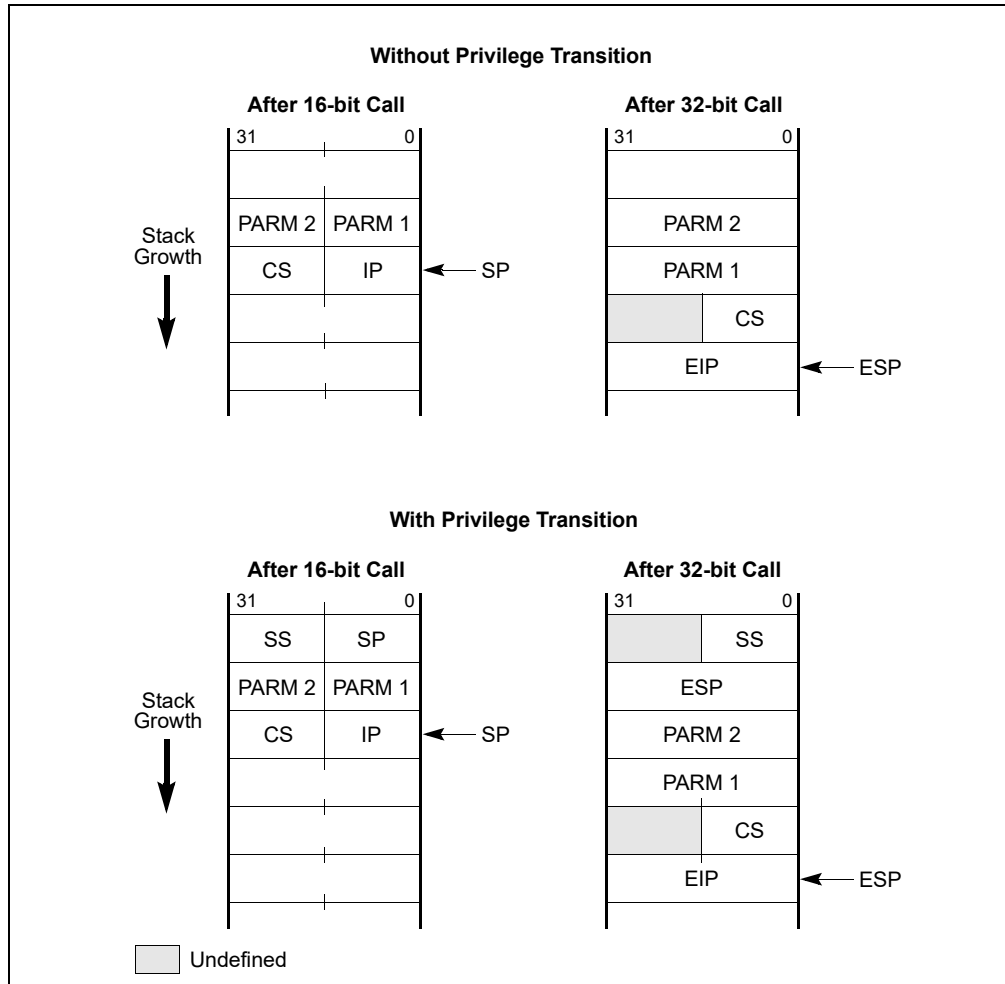 Without Privilege Transition
After 16-bit Call After 32-bit Call
31 0 31 0
PARM 2 PARM 1 PARM 2
Stack
Growth
CS IP SP PARM 1
CS
EIP ESP
With Privilege Transition
After 16-bit Call After 32-bit Call
31 0 31 0
SS SP SS
PARM 2 PARM 1 ESP
Stack
Growth
CS IP SP PARM 2
PARM 1
CS
EIP ESP
Undefined